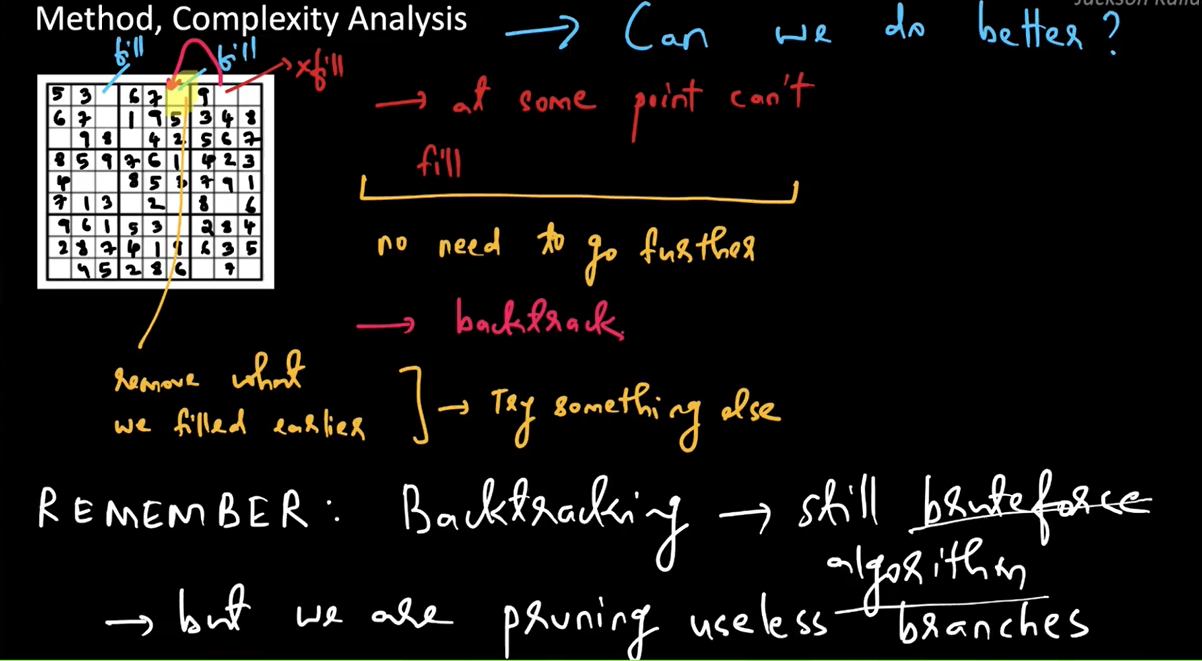 Method, Complexity Analysis → Can we do better?
fill fill xfill
→ at some point can't
fill
no need to go further
→ backtrack
remove what
we filled earlier → Try something else
REMEMBER: Backtracking → still bruteforce
algorithm
→ but we are pruning useless branches
5 3 6 7 9
6 7 1 9 5 3 4 8
9 8 4 2 5 6 7
8 5 9 7 6 1 4 2 3
4 8 5 3 7 9 1
7 1 3 2 8 6
9 6 1 5 3 2 8 4
2 8 7 4 1 9 6 3 5
4 5 2 8 6 7